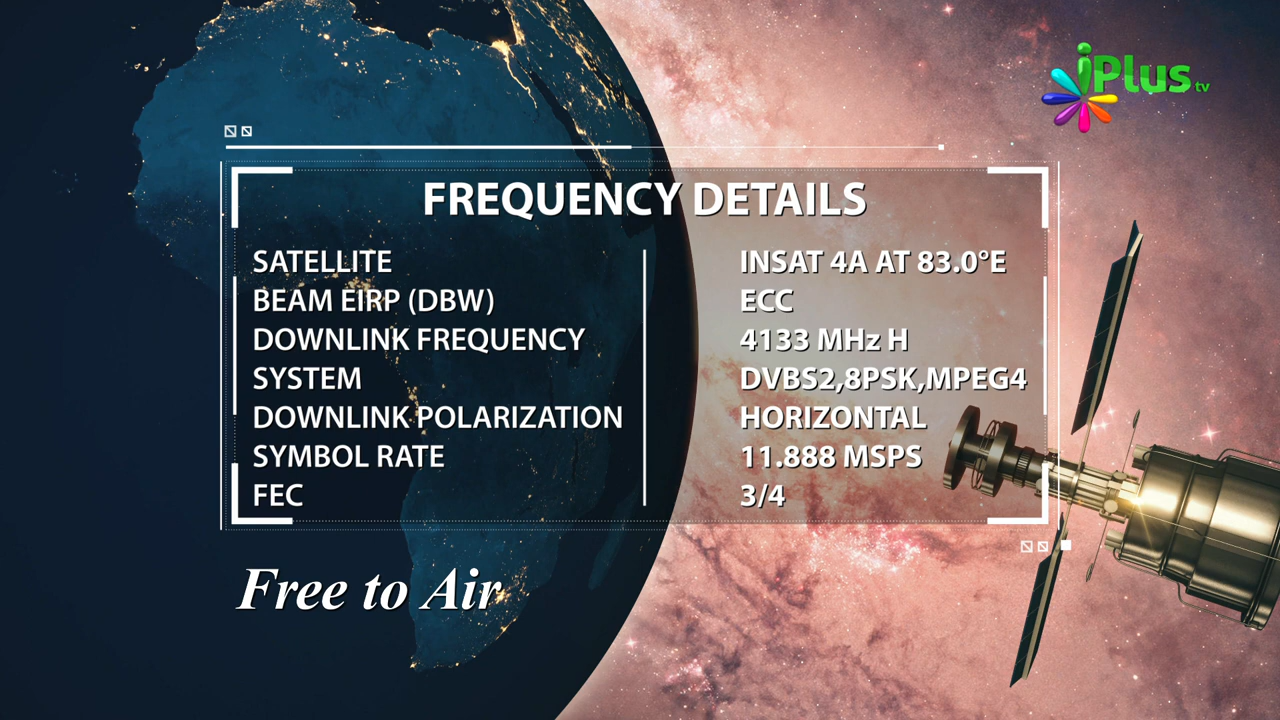 iPlus tv
FREQUENCY DETAILS
SATELLITE INSAT 4A AT 83.0°E
BEAM EIRP (DBW) ECC
DOWNLINK FREQUENCY 4133 MHz H
SYSTEM DVBS2,8PSK,MPEG4
DOWNLINK POLARIZATION HORIZONTAL
SYMBOL RATE 11.888 MSPS
FEC 3/4
Free to Air